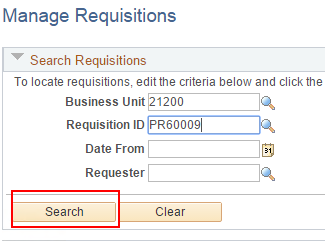 Manage Requisitions
Search Requisitions
To locate requisitions, edit the criteria below and click the
Business Unit 21200
Requisition ID PR60009
Date From 31
Requester
Search Clear